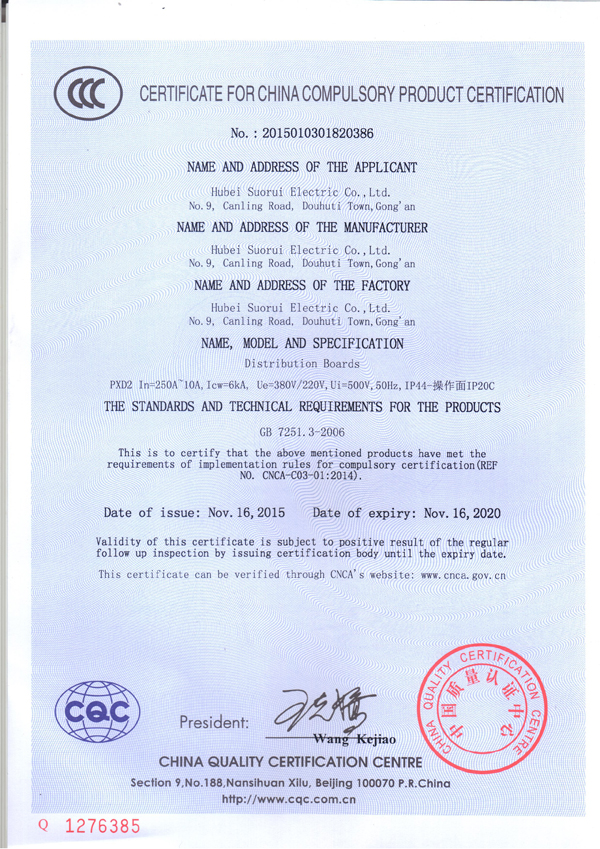 CCC
CERTIFICATE FOR CHINA COMPULSORY PRODUCT CERTIFICATION
No. : 2015010301820386
NAME AND ADDRESS OF THE APPLICANT
Hubei Suorui Electric Co.,Ltd.
No.9, Canling Road, Douhuti Town,Gong'an
NAME AND ADDRESS OF THE MANUFACTURER
Hubei Suorui Electric Co.,Ltd.
No.9, Canling Road, Douhuti Town,Gong'an
NAME AND ADDRESS OF THE FACTORY
Hubei Suorui Electric Co.,Ltd.
No.9, Canling Road, Douhuti Town,Gong'an
NAME, MODEL AND SPECIFICATION
Distribution Boards
PXD2 In=250A~10A,Icw=6kA, Ue=380V/220V,Ui=500V,50Hz,IP44-操作面IP20C
THE STANDARDS AND TECHNICAL REQUIREMENTS FOR THE PRODUCTS
GB 7251.3-2006
This is to certify that the above mentioned products have met the
requirements of implementation rules for compulsory certification(REF
NO. CNCA-C03-01:2014).
Date of issue: Nov.16,2015 Date of expiry: Nov.16,2020
Validity of this certificate is subject to positive result of the regular
follow up inspection by issuing certification body until the expiry date.
This certificate can be verified through CNCA's website: www.cnca.gov.cn
CQC
President:
Wang Kejiao
CHINA QUALITY CERTIFICATION CENTRE
中国质量认证中心
CHINA QUALITY CERTIFICATION CENTRE
Section 9,No.188,Nansihuan Xilu, Beijing 100070 P.R.China
http://www.cqc.com.cn
Q 1276385